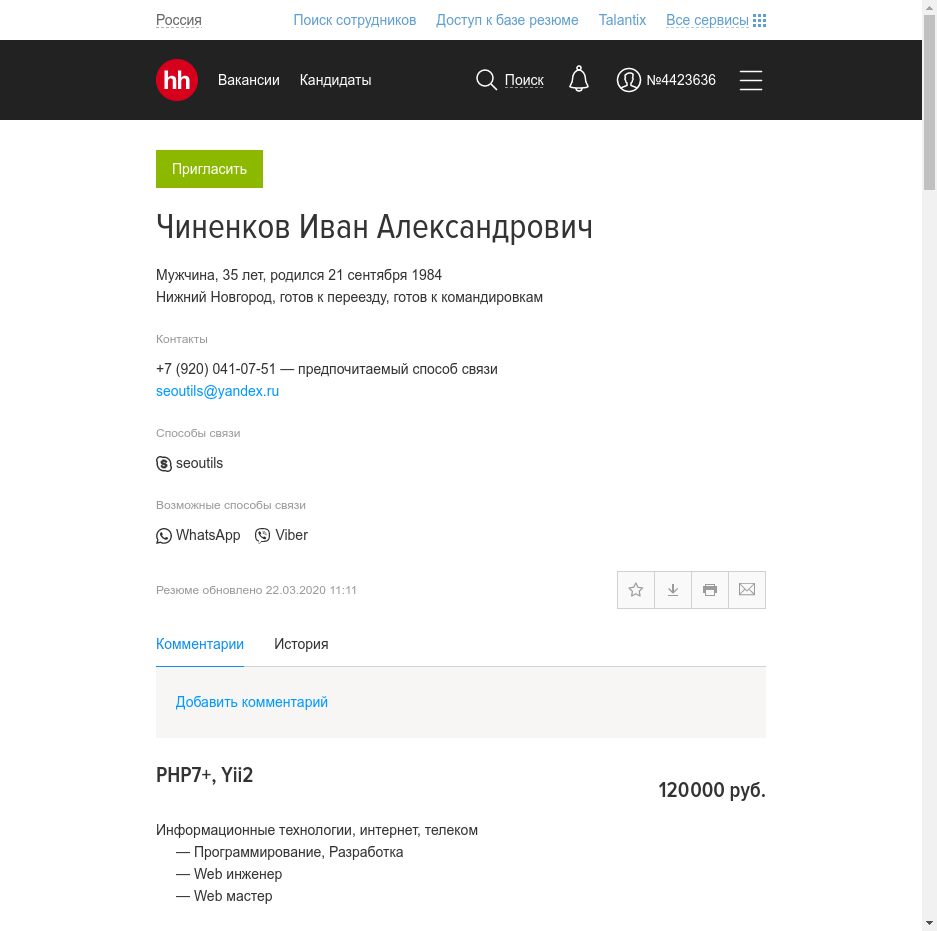 Россия Поиск сотрудников Доступ к базе резюме Talantix Все сервисы
hh Вакансии Кандидаты Поиск №4423636
Пригласить
Чиненков Иван Александрович
Мужчина, 35 лет, родился 21 сентября 1984
Нижний Новгород, готов к переезду, готов к командировкам
Контакты
+7 (920) 041-07-51 — предпочитаемый способ связи
seoutils@yandex.ru
Способы связи
seoutils
Возможные способы связи
WhatsApp Viber
Резюме обновлено 22.03.2020 11:11
Комментарии История
Добавить комментарий
PHP7+, Yii2
120000 руб.
Информационные технологии, интернет, телеком
— Программирование, Разработка
— Web инженер
— Web мастер